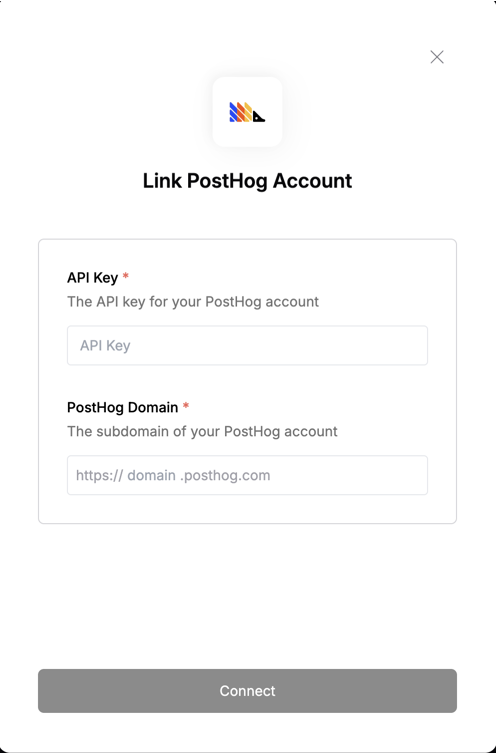 Link PostHog Account
API Key *
The API key for your PostHog account
API Key
PostHog Domain *
The subdomain of your PostHog account
https:// domain .posthog.com
Connect